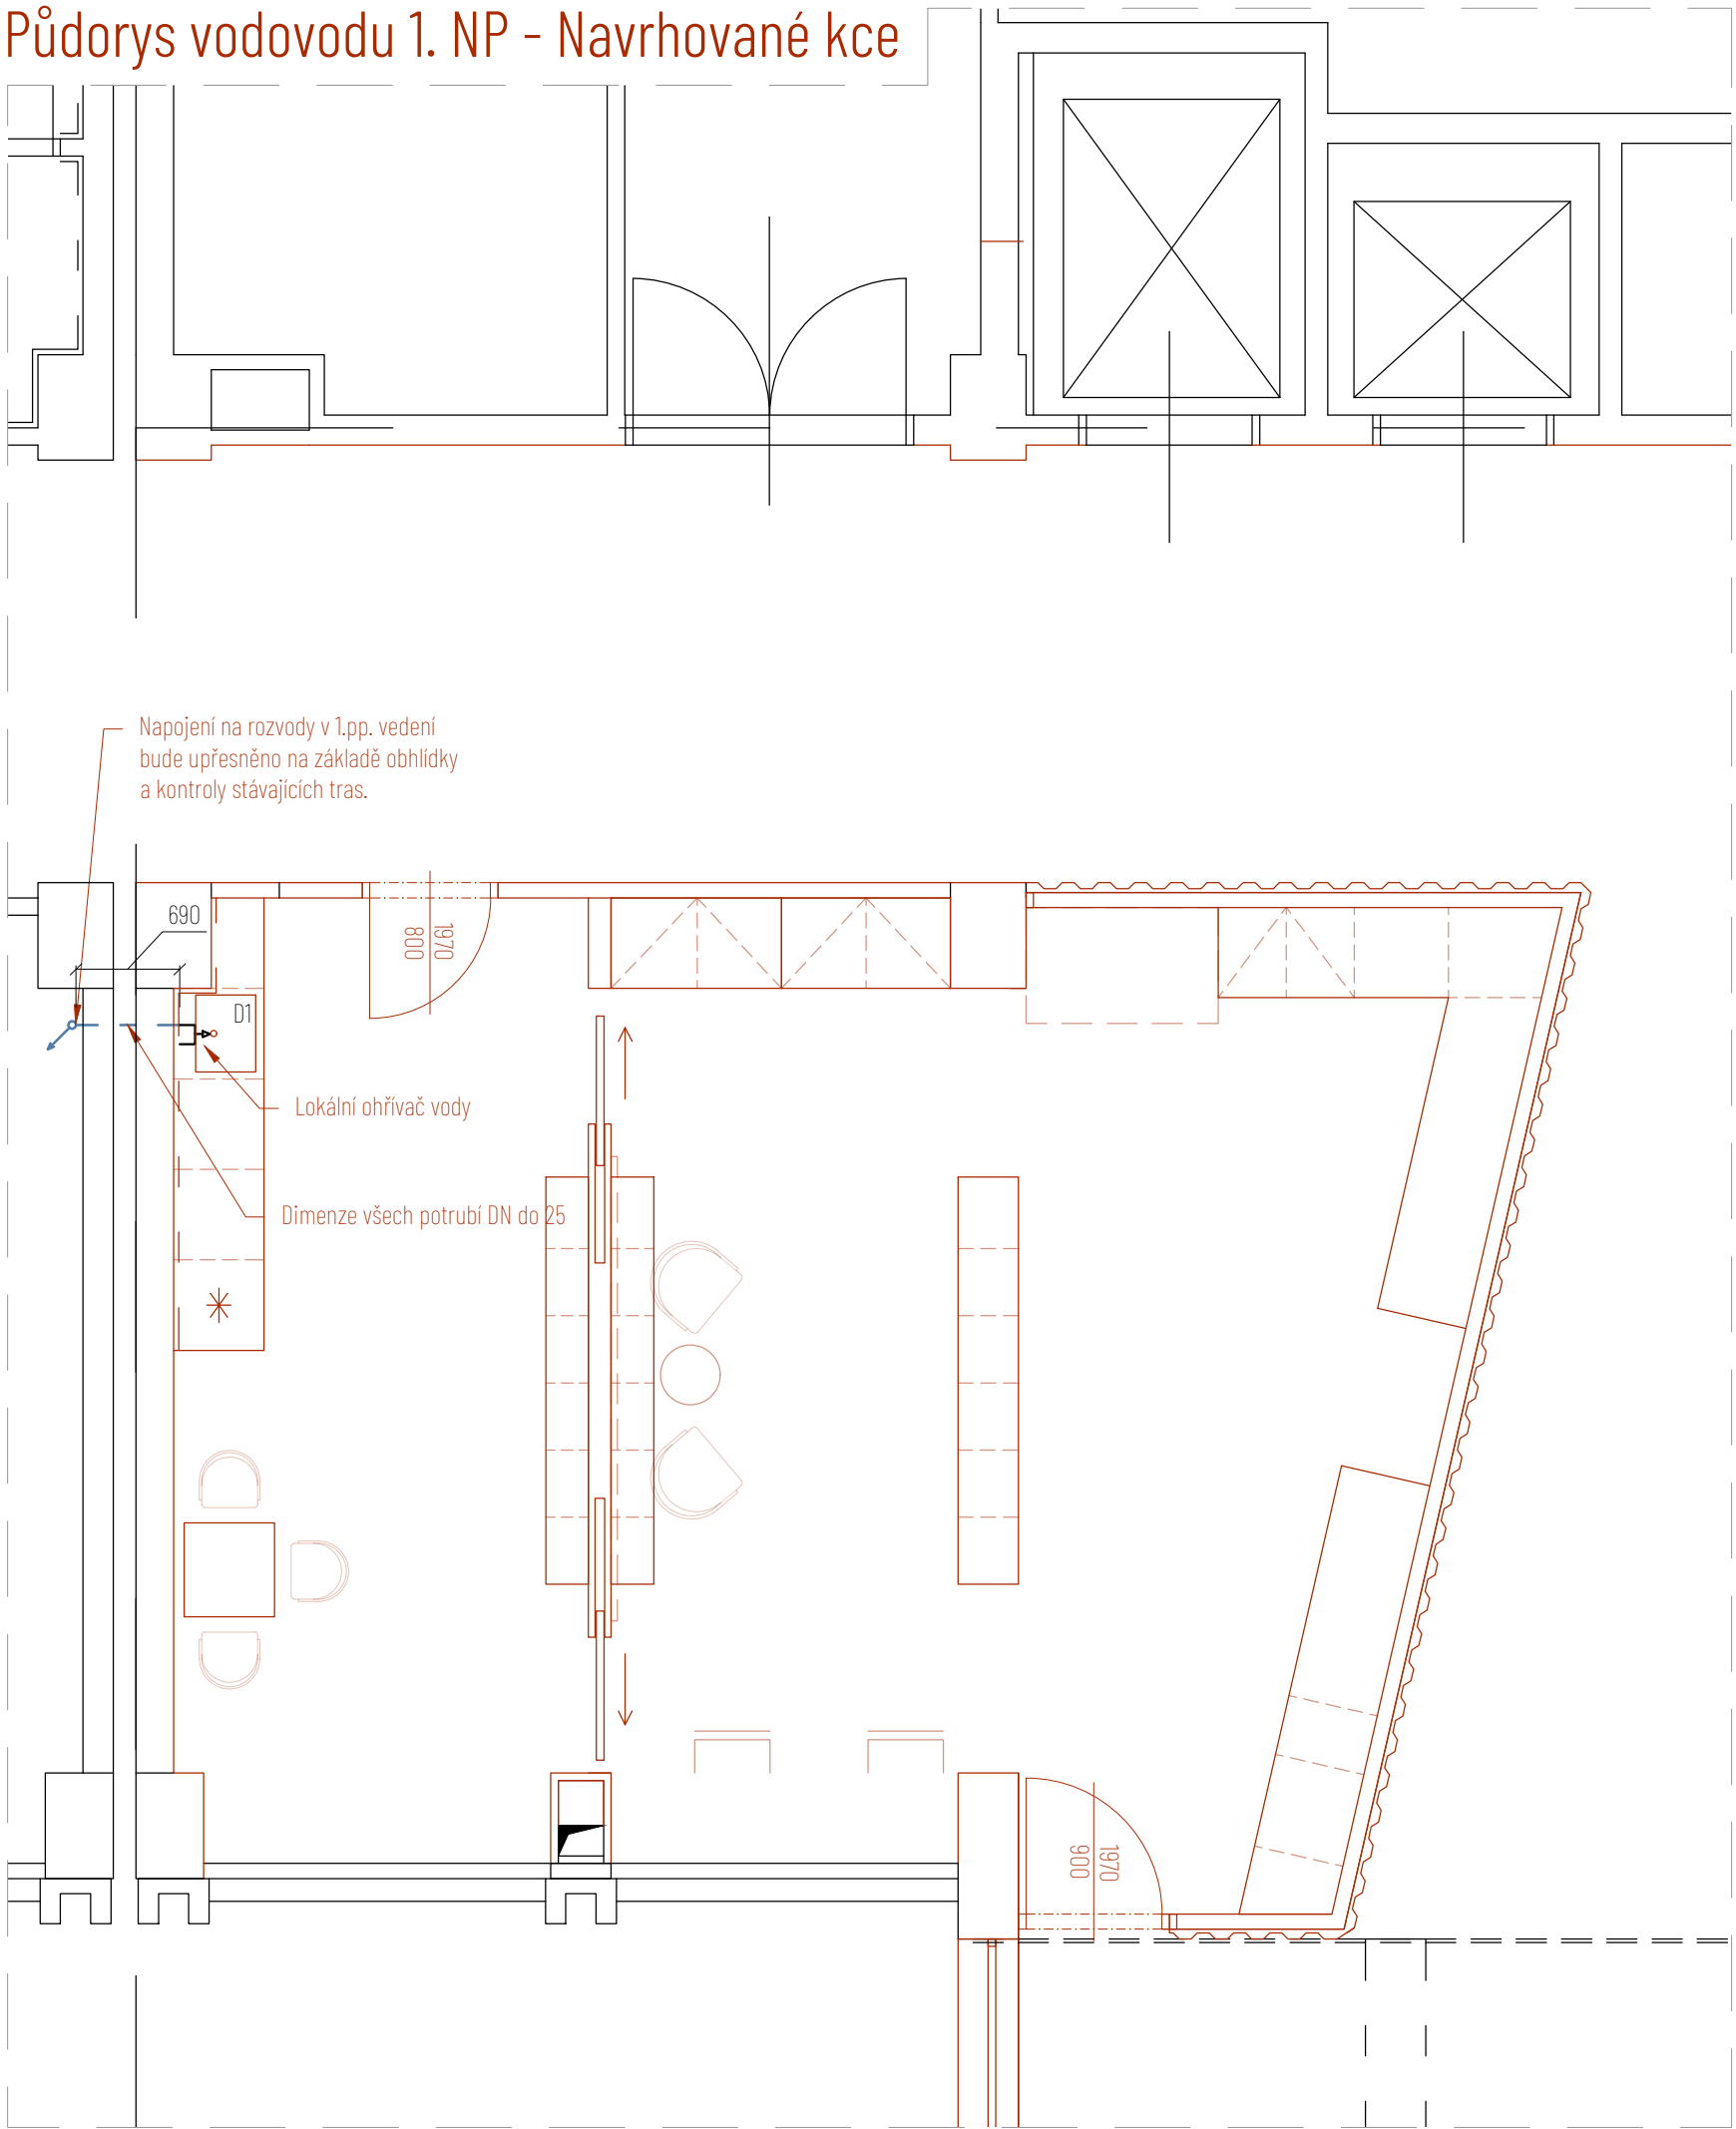 Půdorys vodovodu 1. NP - Navrhované kce
Napojení na rozvody v 1.pp. vedení
bude upřesněno na základě obhlídky
a kontroly stávajících tras.
690
1970
800
D1
Lokální ohřívač vody
Dimenze všech potrubí DN do 25
1970
900